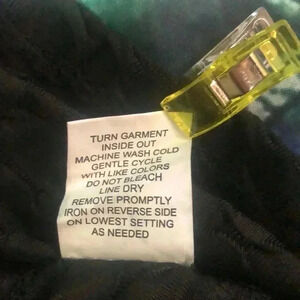 TURN GARMENT
INSIDE OUT
MACHINE WASH COLD
GENTLE CYCLE
WITH LIKE COLORS
DO NOT BLEACH
LINE DRY
REMOVE PROMPTLY
IRON ON REVERSE SIDE
ON LOWEST SETTING
AS NEEDED